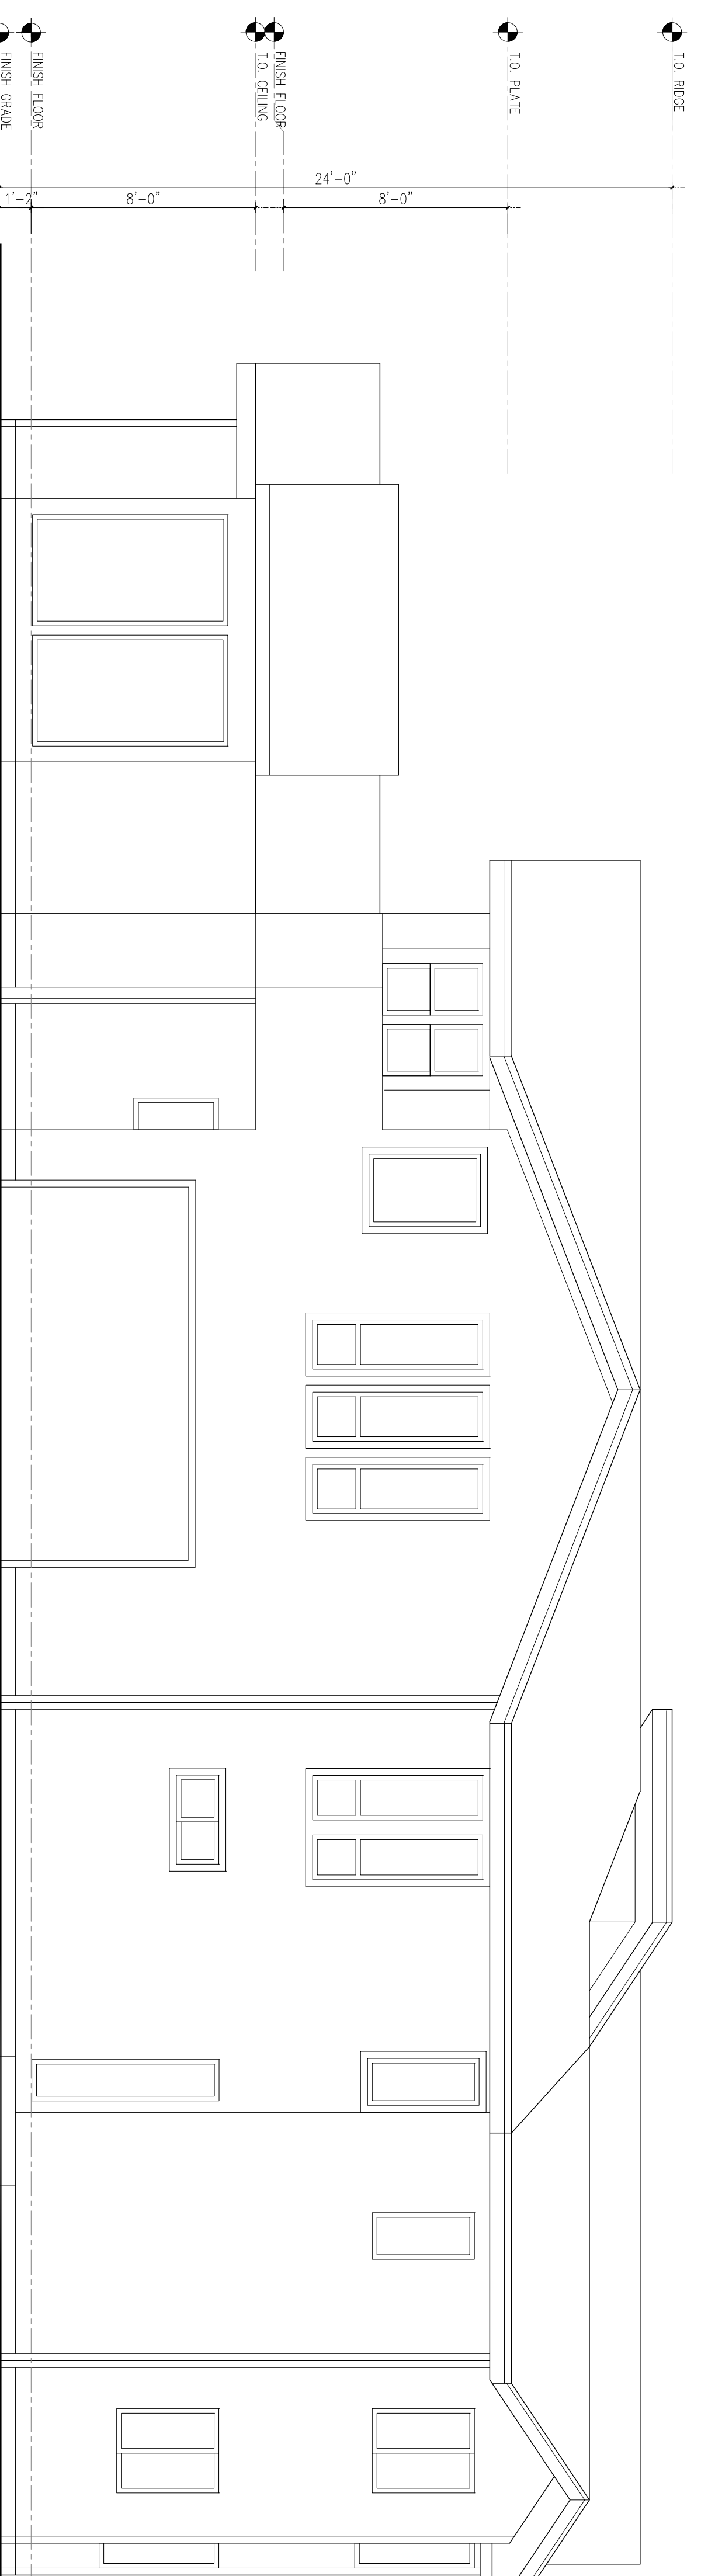 T.O. RIDGE
T.O. PLATE
FINISH FLOOR
T.O. CEILING
FINISH FLOOR
FINISH GRADE
24'-0"
8'-0"
8'-0"
1'-2"